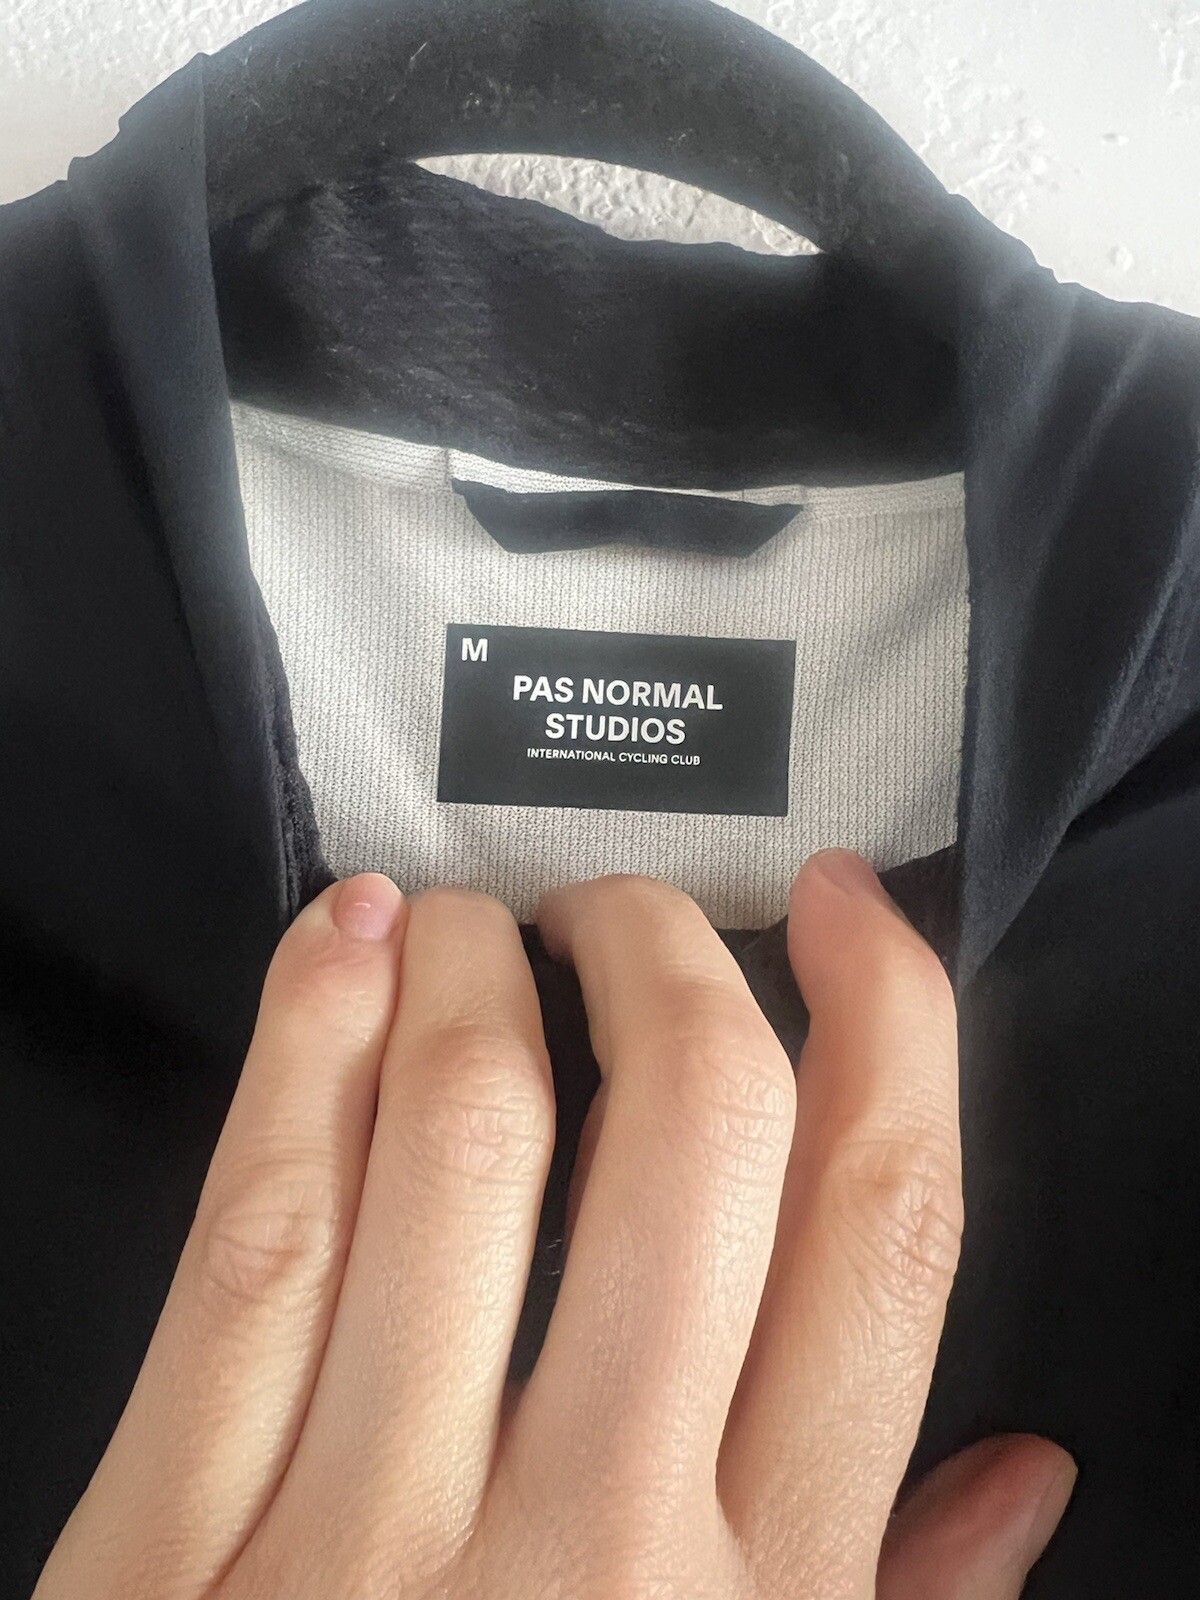 M
PAS NORMAL
STUDIOS
INTERNATIONAL CYCLING CLUB